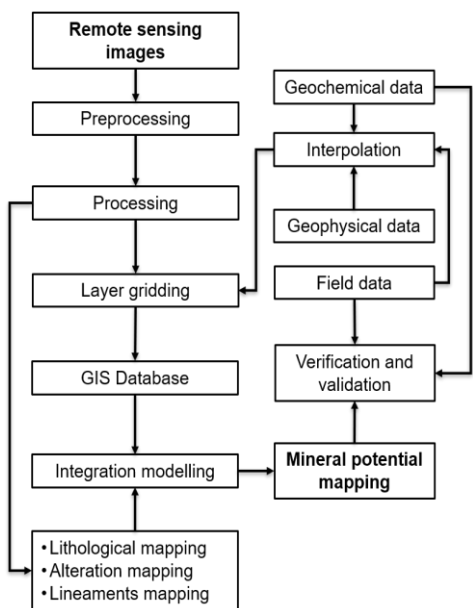 Remote sensing
images
Preprocessing
Processing
Layer gridding
GIS Database
Integration modelling
• Lithological mapping
• Alteration mapping
• Lineaments mapping
Geochemical data
Interpolation
Geophysical data
Field data
Verification and
validation
Mineral potential
mapping